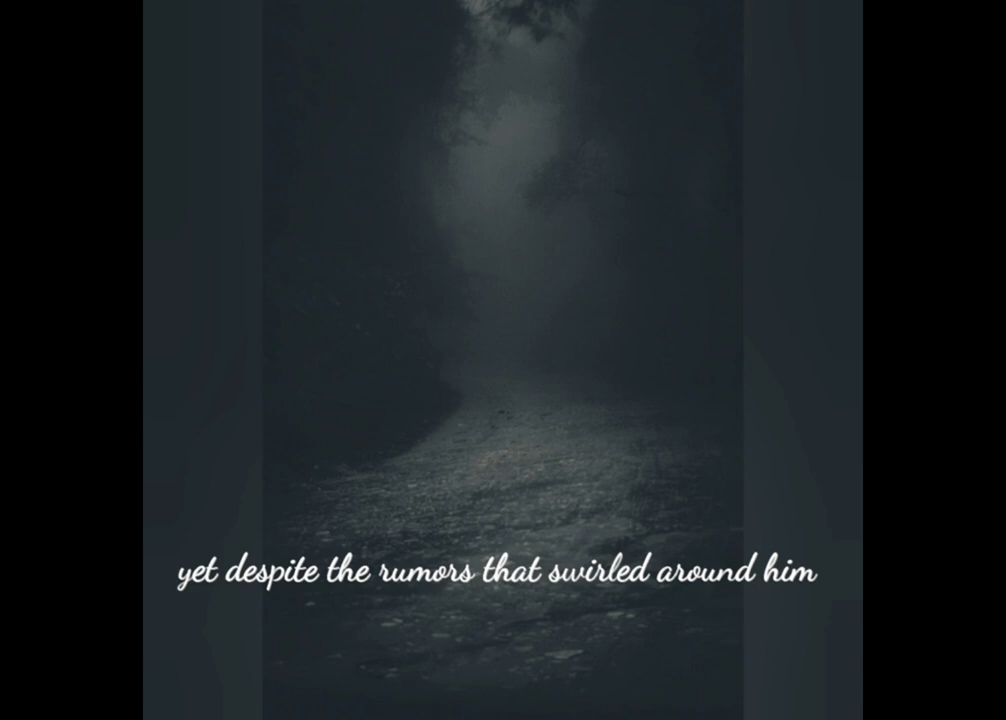 yet despite the rumors that swirled around him